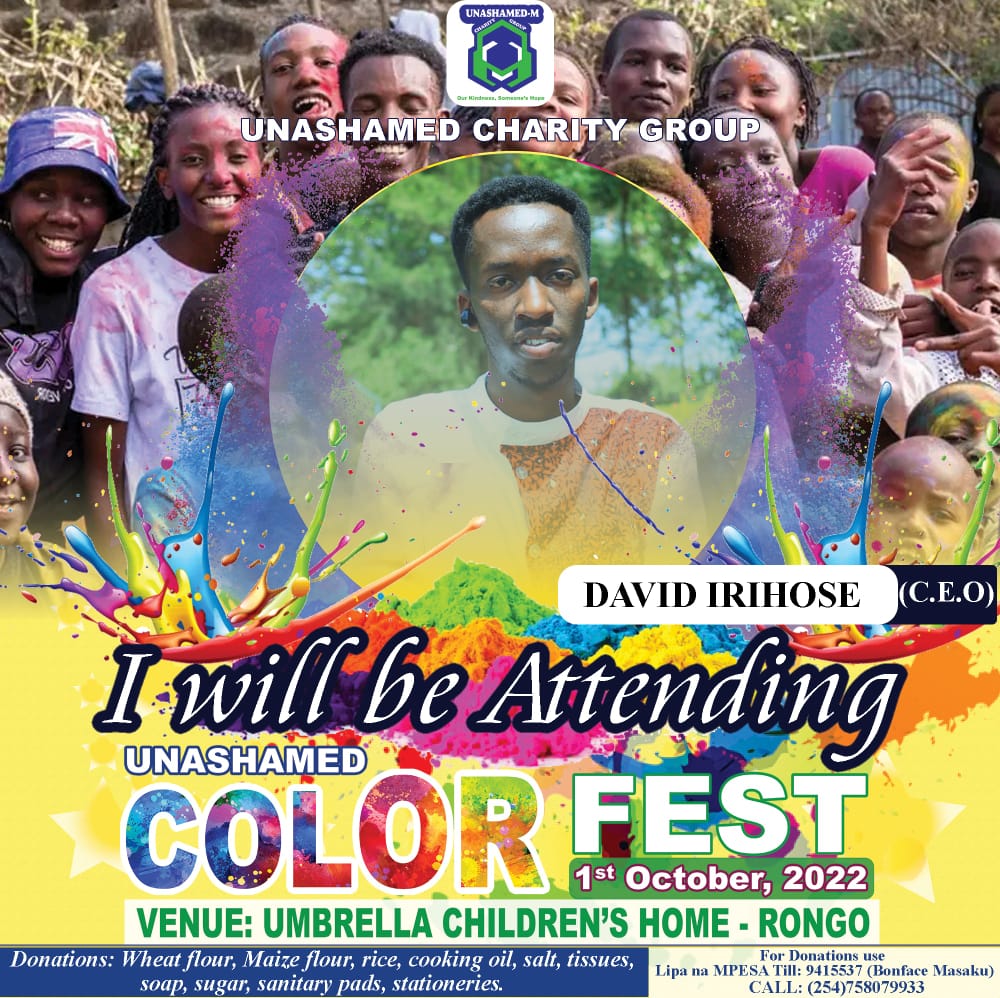 UNASHAMED-M
CHARITY GROUP
Our Kindness, Someone's Hope
UNASHAMED CHARITY GROUP
DAVID IRIHOSE (C.E.O)
I will be Attending
UNASHAMED
COLOR FEST
1st October, 2022
VENUE: UMBRELLA CHILDREN'S HOME - RONGO
Donations: Wheat flour, Maize flour, rice, cooking oil, salt, tissues,
soap, sugar, sanitary pads, stationeries.
For Donations use
Lipa na MPESA Till: 9415537 (Bonface Masaku)
CALL: (254)758079933